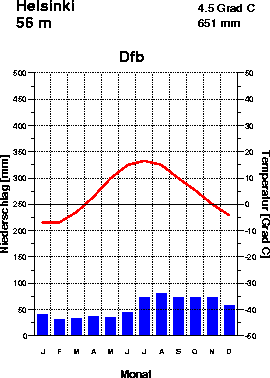 Helsinki
56 m
4.5 Grad C
651 mm
Dfb
500 50
450 40
400 30
350 20
300 10
250 0
200 -10
150 -20
100 -30
50 -40
0 -50
Niederschlag [mm]
Temperatur [Grad C]
J F M A M J J A S O N D
Monat